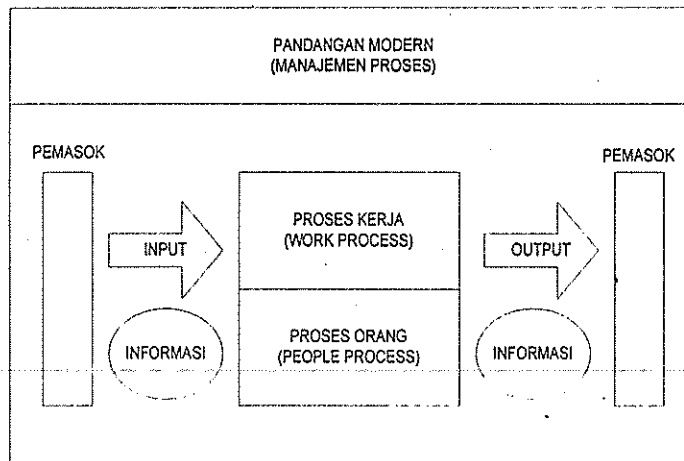 PANDANGAN MODERN
(MANAJEMEN PROSES)
PEMASOK
PEMASOK
INPUT
PROSES KERJA
(WORK PROCESS)
OUTPUT
INFORMASI
PROSES ORANG
(PEOPLE PROCESS)
INFORMASI